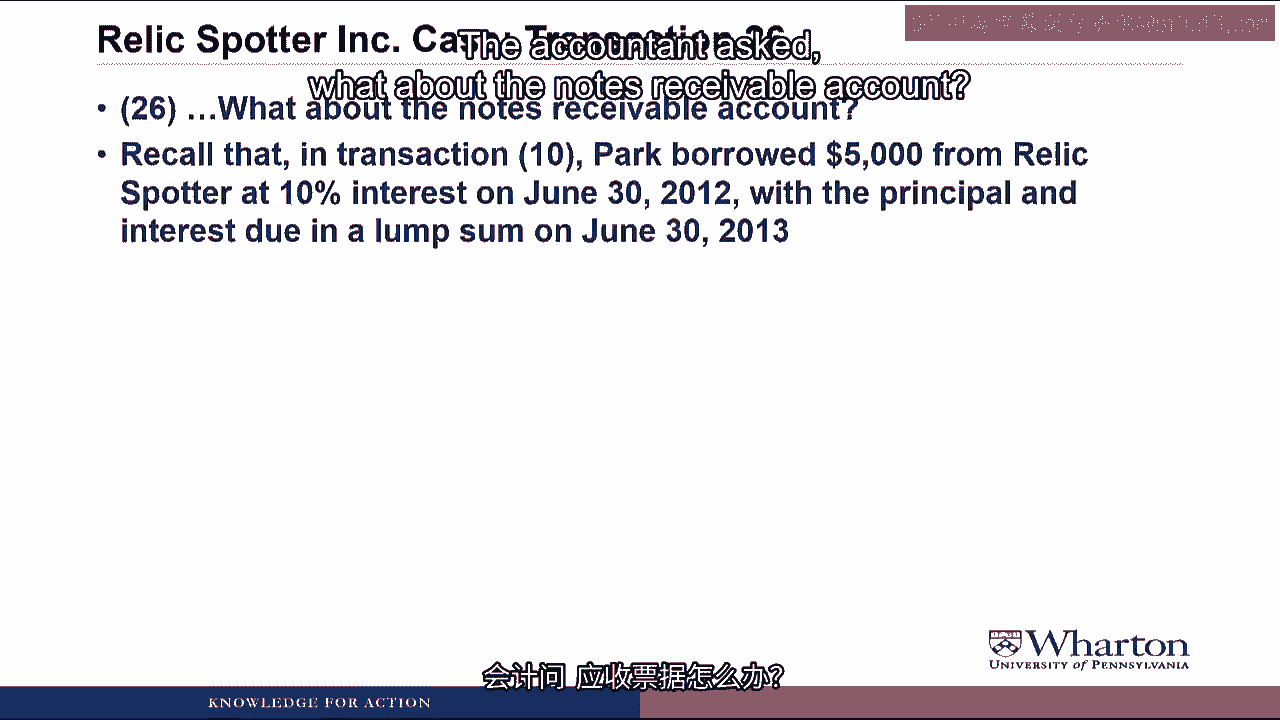 Relic Spotter Inc. Case: Transaction 26
The accountant asked,
what about the notes receivable account?
• (26) …What about the notes receivable account?
• Recall that, in transaction (10), Park borrowed $5,000 from Relic
Spotter at 10% interest on June 30, 2012, with the principal and
interest due in a lump sum on June 30, 2013
Wharton
UNIVERSITY of PENNSYLVANIA
会计问 应收票据怎么办?
KNOWLEDGE FOR ACTION